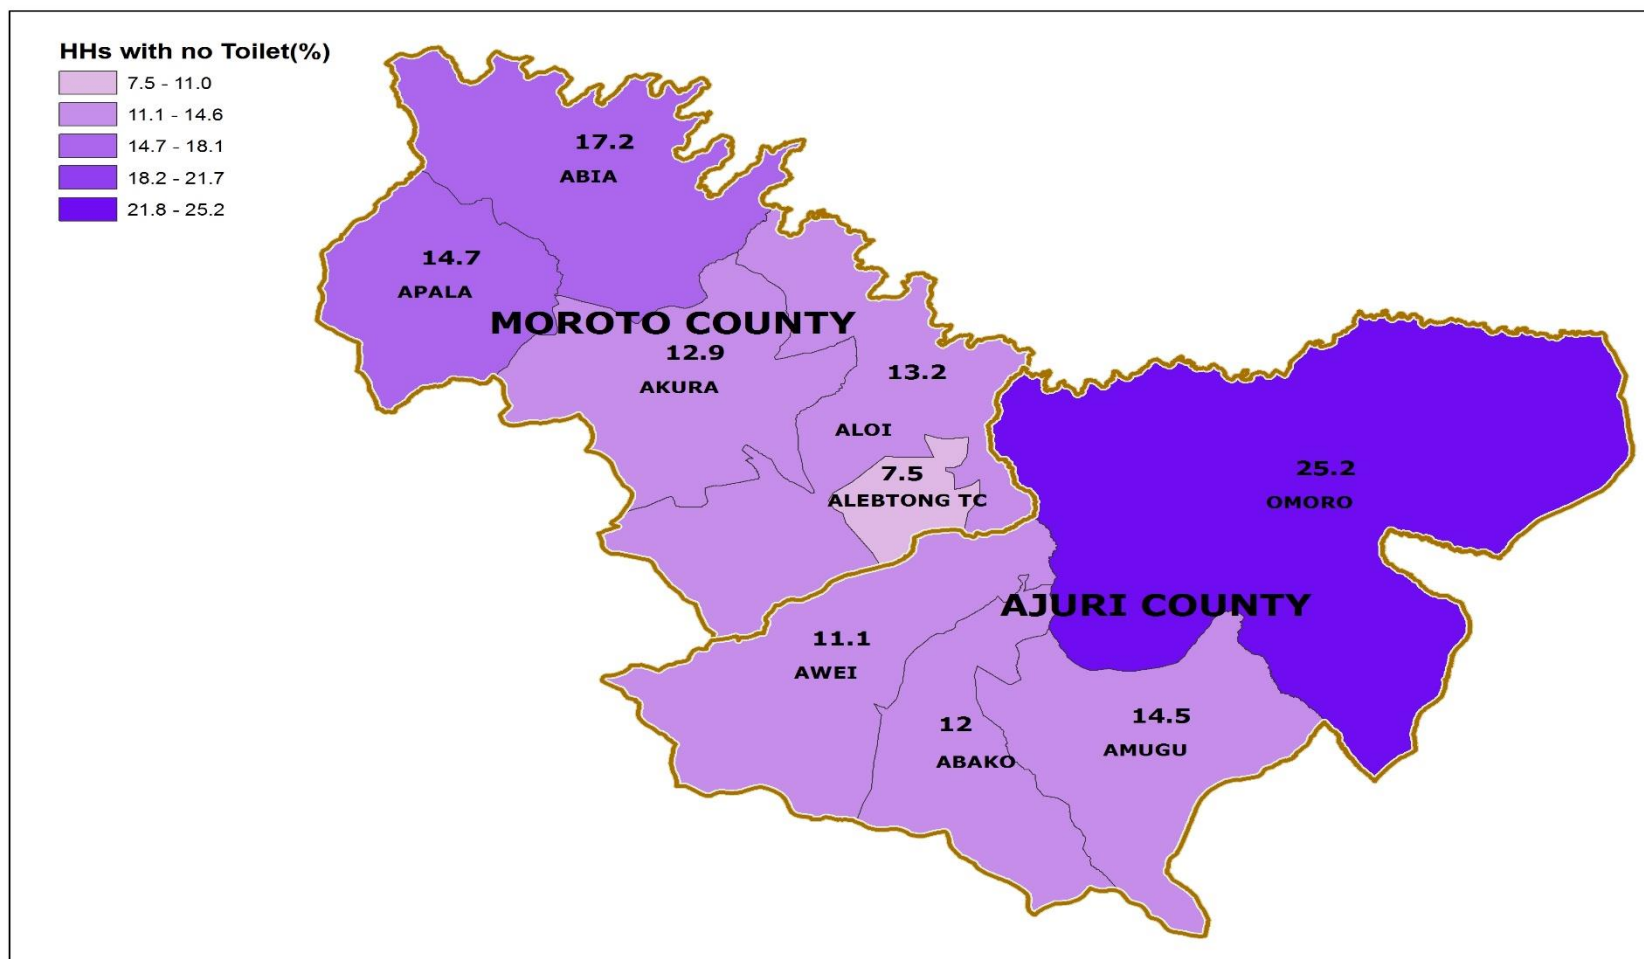 HHs with no Toilet(%)
7.5 - 11.0
11.1 - 14.6
14.7 - 18.1
18.2 - 21.7
21.8 - 25.2
17.2
ABIA
14.7
APALA
MOROTO COUNTY
12.9
AKURA
13.2
ALOI
7.5
ALEBTONG TC
25.2
OMORO
AJURI COUNTY
11.1
AWEI
12
ABAKO
14.5
AMUGU